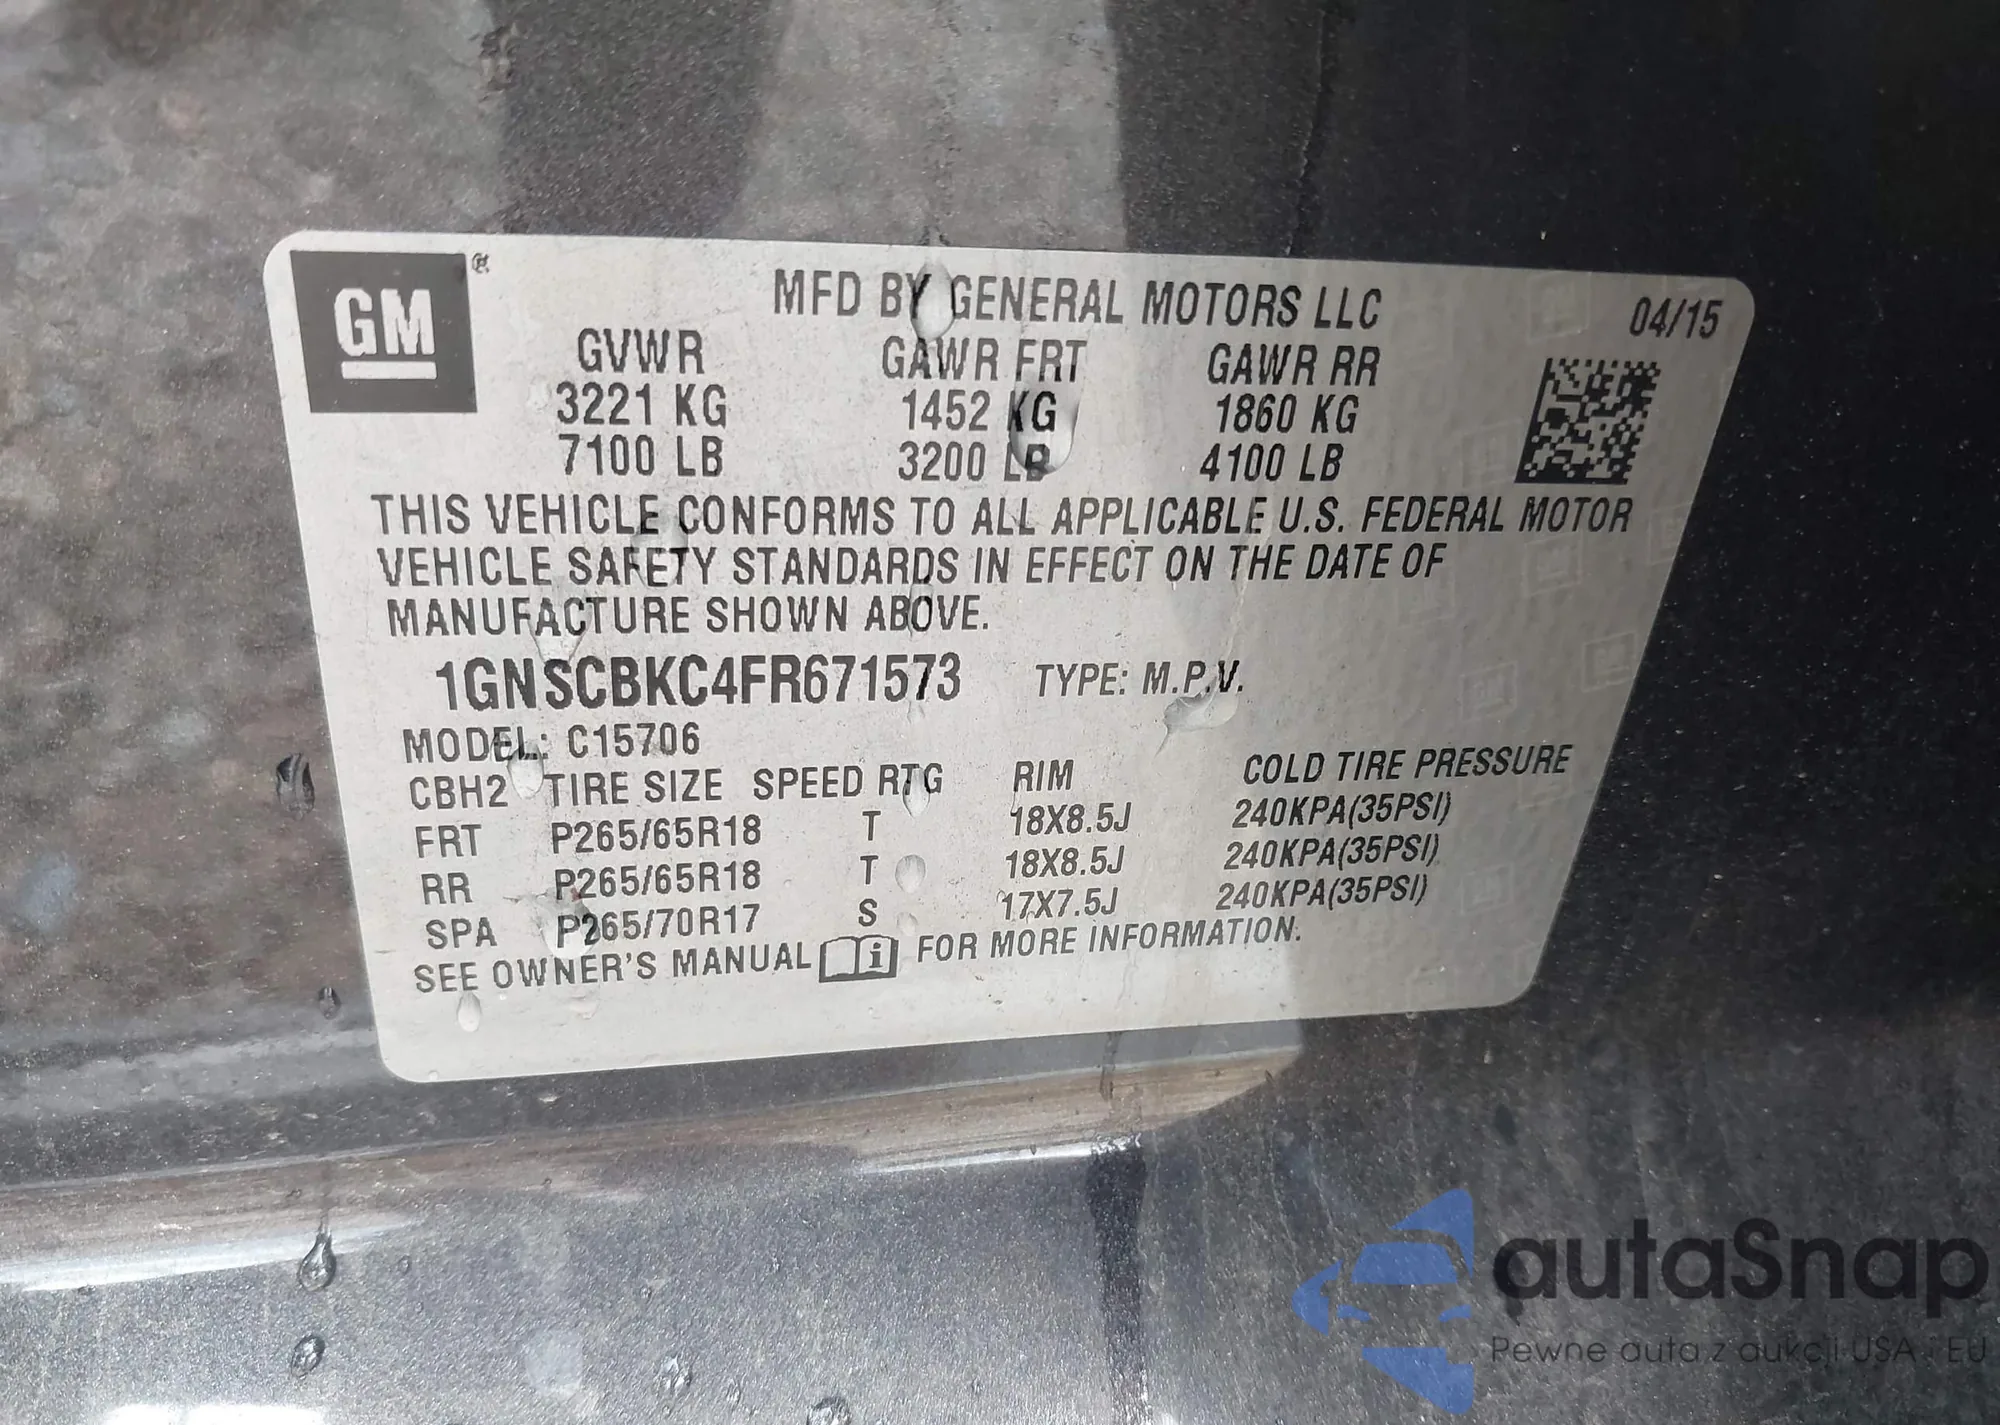 GM ®
MFD BY GENERAL MOTORS LLC 04/15
GVWR GAWR FRT GAWR RR
3221 KG 1452 KG 1860 KG
7100 LB 3200 LB 4100 LB
THIS VEHICLE CONFORMS TO ALL APPLICABLE U.S. FEDERAL MOTOR
VEHICLE SAFETY STANDARDS IN EFFECT ON THE DATE OF
MANUFACTURE SHOWN ABOVE.
1GNSCBKC4FR671573 TYPE: M.P.V.
MODEL: C15706
CBH2 TIRE SIZE SPEED RTG RIM COLD TIRE PRESSURE
FRT P265/65R18 T 18X8.5J 240KPA(35PSI)
RR P265/65R18 T 18X8.5J 240KPA(35PSI)
SPA P265/70R17 S 17X7.5J 240KPA(35PSI)
SEE OWNER'S MANUAL i FOR MORE INFORMATION.
autaSnap
Pewne auta z aukcji USA i EU